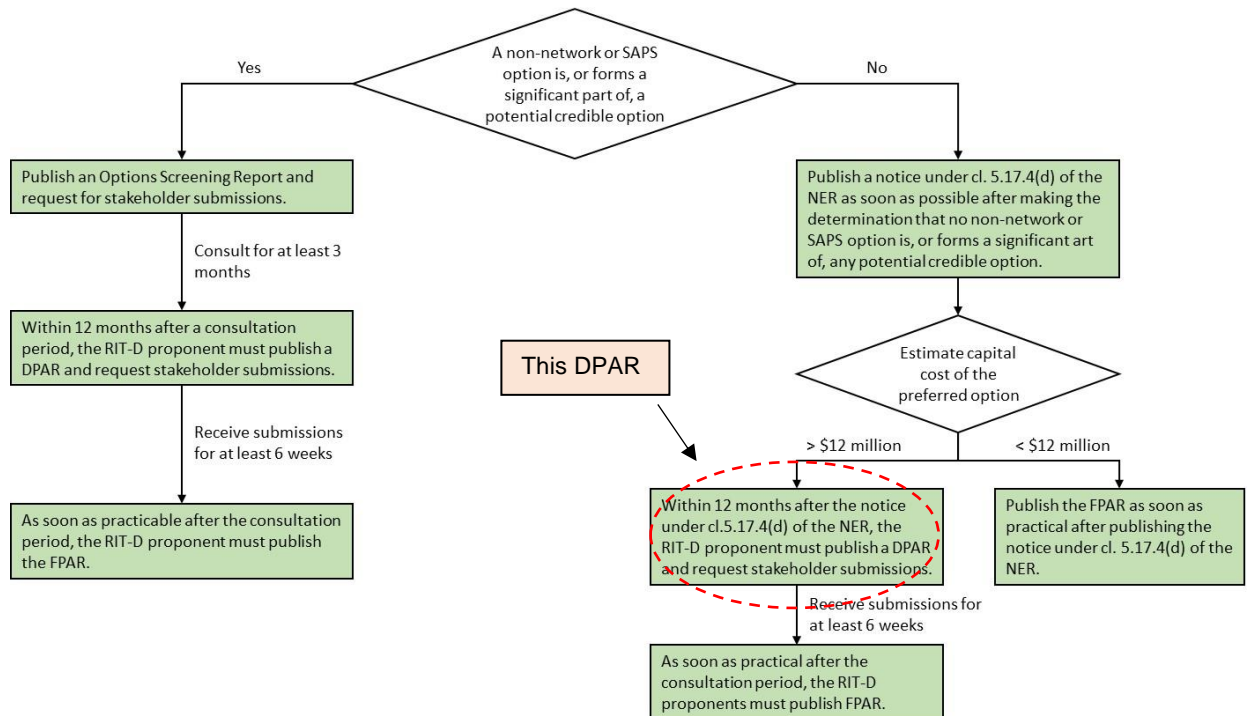 A non-network or SAPS
option is, or forms a
significant part of, a
potential credible option
Yes
No
Publish an Options Screening Report and
request for stakeholder submissions.
Consult for at least 3
months
Within 12 months after a consultation
period, the RIT-D proponent must publish a
DPAR and request stakeholder submissions.
Receive submissions
for at least 6 weeks
As soon as practicable after the consultation
period, the RIT-D proponent must publish
the FPAR.
Publish a notice under cl. 5.17.4(d) of the
NER as soon as possible after making the
determination that no non-network or
SAPS option is, or forms a significant art
of, any potential credible option.
Estimate capital
cost of the
preferred option
This DPAR
> $12 million
< $12 million
Within 12 months after the notice
under cl.5.17.4(d) of the NER, the
RIT-D proponent must publish a DPAR
and request stakeholder submissions.
Receive submissions for
at least 6 weeks
As soon as practical after the
consultation period, the RIT-D
proponents must publish FPAR.
Publish the FPAR as soon as
practical after publishing the
notice under cl. 5.17.4(d) of the
NER.